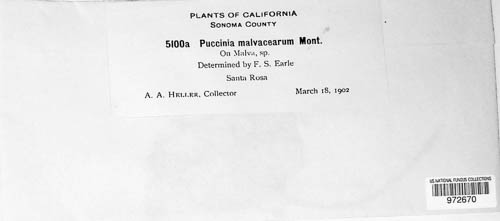 PLANTS OF CALIFORNIA
SONOMA COUNTY
5100a Puccinia malvacearum Mont.
On Malva, sp.
Determined by F. S. Earle
Santa Rosa
A. A. HELLER, Collector March 18, 1902
US NATIONAL FUNGUS COLLECTIONS
972670